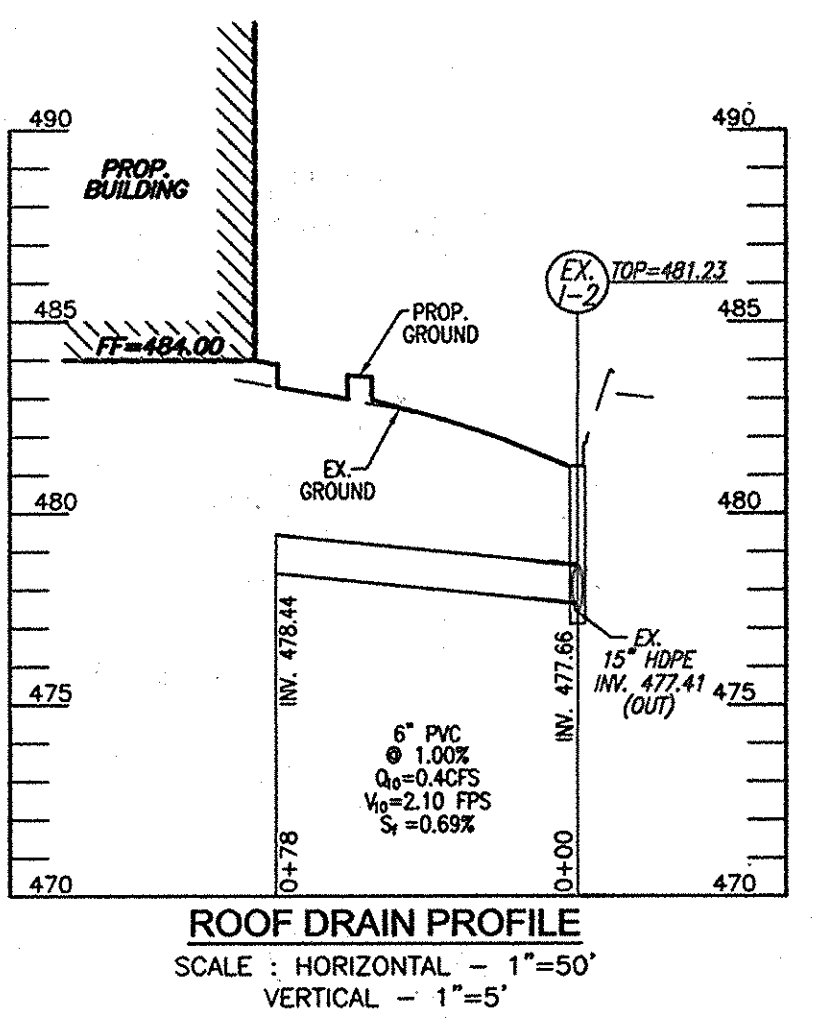 490
490
PROP.
BUILDING
EX.
I-2
TOP=481.23
485
485
PROP.
GROUND
FF=484.00
EX.
GROUND
480
480
INV. 478.44
INV. 477.66
EX.
15" HDPE
INV. 477.41
(OUT)
475
475
6" PVC
@ 1.00%
Q₁₀=0.4CFS
V₁₀=2.10 FPS
Sf =0.69%
0+78
0+00
470
470
ROOF DRAIN PROFILE
SCALE : HORIZONTAL - 1"=50'
VERTICAL - 1"=5'